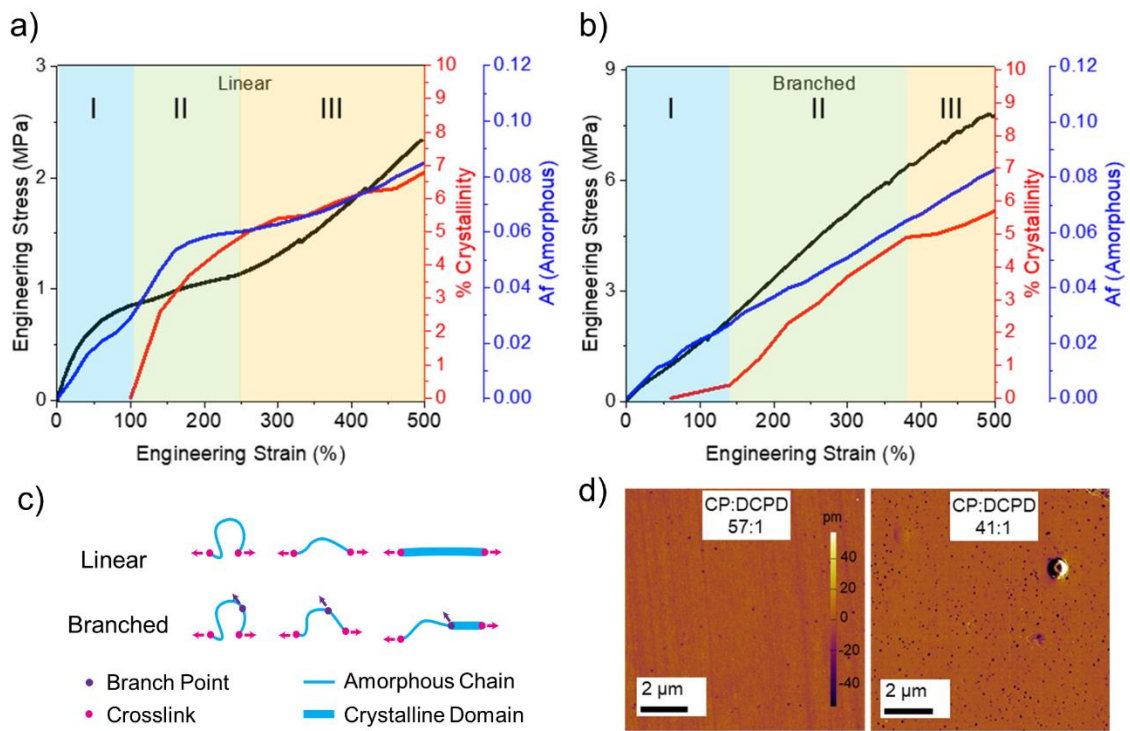 a)
Linear
I II III
Engineering Stress (MPa)
3
2
1
0
0 100 200 300 400 500
Engineering Strain (%)
10
9
8
7
6
5
4
3
2
1
0
% Crystallinity
0.12
0.10
0.08
0.06
0.04
0.02
0.00
Af (Amorphous)
b)
Branched
I II III
Engineering Stress (MPa)
9
6
3
0
0 100 200 300 400 500
Engineering Strain (%)
10
9
8
7
6
5
4
3
2
1
0
% Crystallinity
0.12
0.10
0.08
0.06
0.04
0.02
0.00
Af (Amorphous)
c)
Linear
Branched
Branch Point
Crosslink
Amorphous Chain
Crystalline Domain
d)
CP:DCPD
57:1
pm
40
20
0
-20
-40
2 µm
CP:DCPD
41:1
2 µm